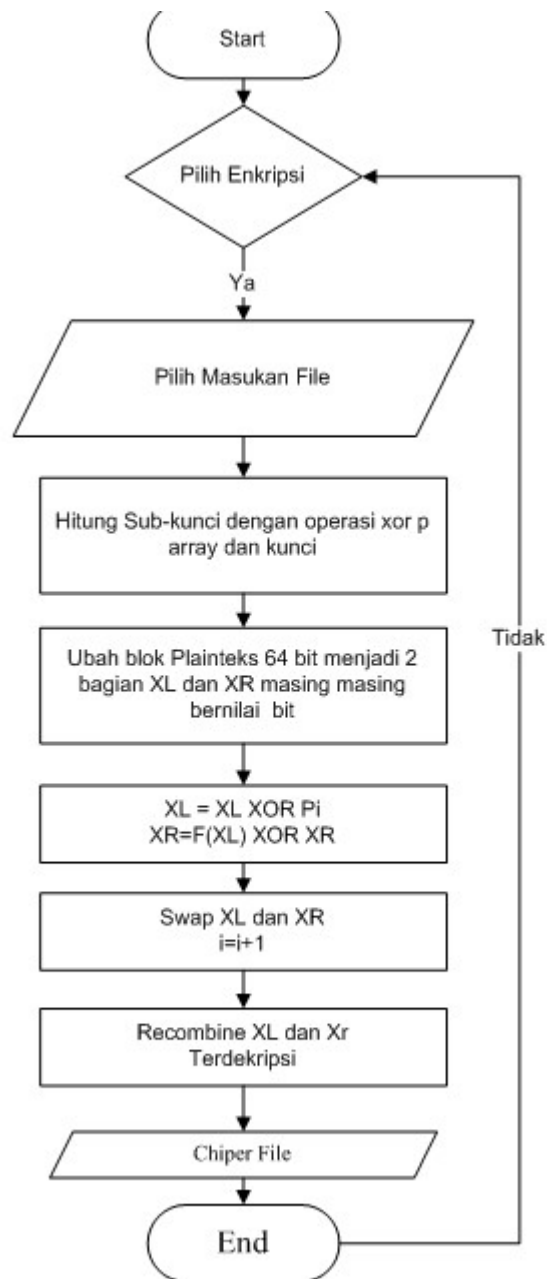 Start
Pilih Enkripsi
Ya
Pilih Masukan File
Hitung Sub-kunci dengan operasi xor p
array dan kunci
Tidak
Ubah blok Plainteks 64 bit menjadi 2
bagian XL dan XR masing masing
bernilai bit
XL = XL XOR Pi
XR=F(XL) XOR XR
Swap XL dan XR
i=i+1
Recombine XL dan Xr
Terdekripsi
Chiper File
End